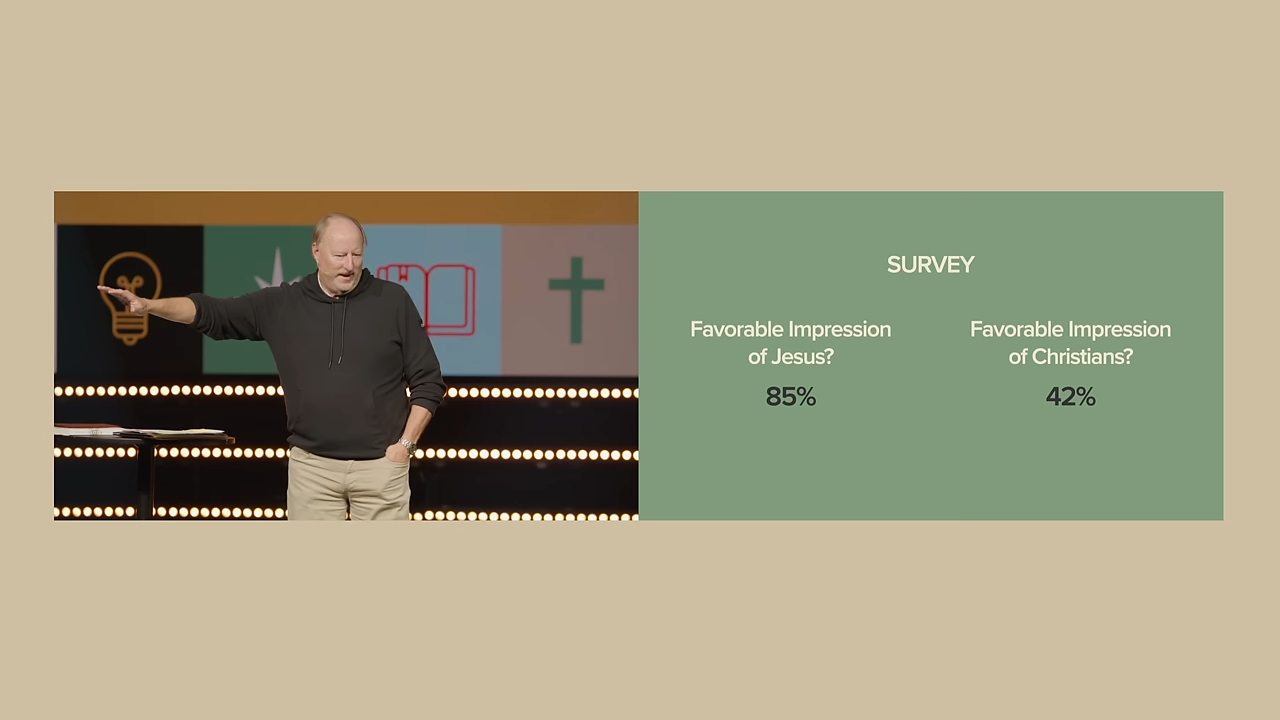 SURVEY
Favorable Impression
of Jesus?
85%
Favorable Impression
of Christians?
42%